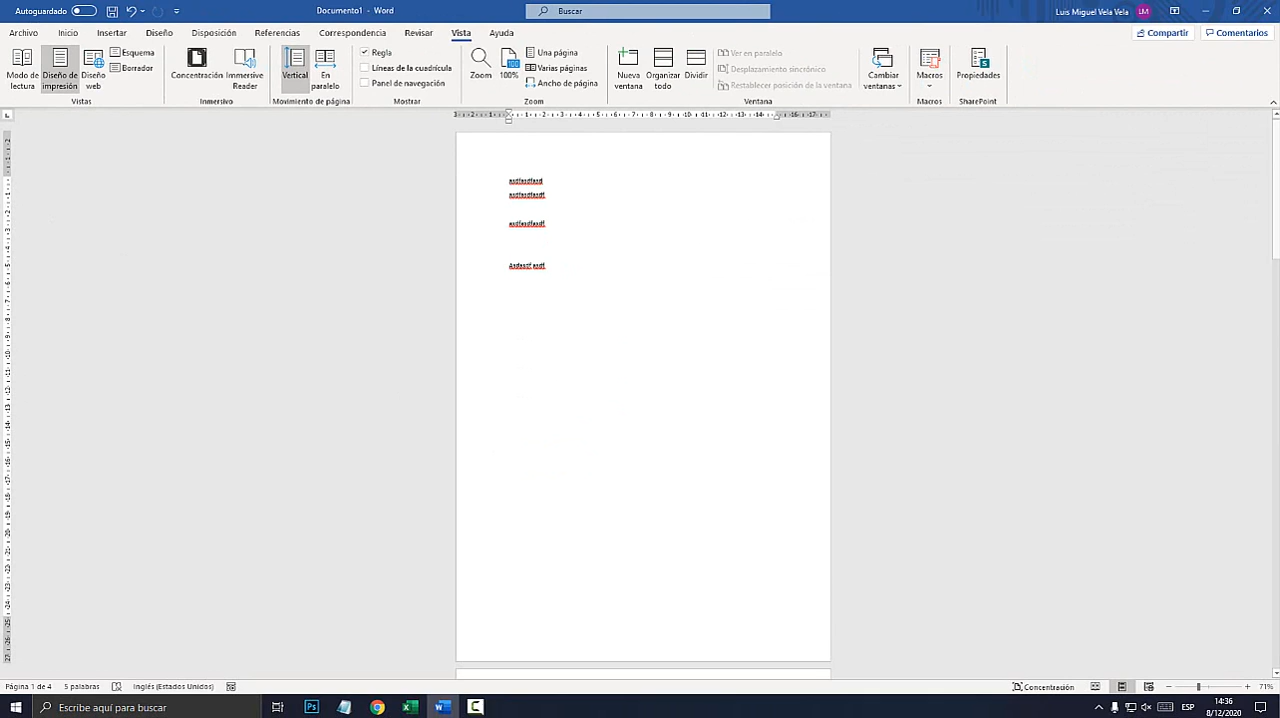 Autoguardado
Documento1 - Word
Buscar
Luis Miguel Vela Vela
LM
Archivo Inicio Insertar Diseño Disposición Referencias Correspondencia Revisar Vista Ayuda
Compartir
Comentarios
Modo de lectura
Diseño de impresión
Diseño web
Esquema
Borrador
Vistas
Concentración
Immersive Reader
Inmersivo
Vertical
En paralelo
Movimiento de página
Regla
Líneas de la cuadrícula
Panel de navegación
Mostrar
Zoom
100
100%
Una página
Varias páginas
Ancho de página
Zoom
Nueva ventana
Organizar todo
Dividir
Ver en paralelo
Desplazamiento sincrónico
Restablecer posición de la ventana
Ventana
Cambiar ventanas
Macros
Macros
Propiedades
SharePoint
asdfasdfasd
asdfasdfasdf
asdfasdfasdf
Página 1 de 4
5 palabras
Inglés (Estados Unidos)
Concentración
71%
Escribe aquí para buscar
ESP
14:36
8/12/2020